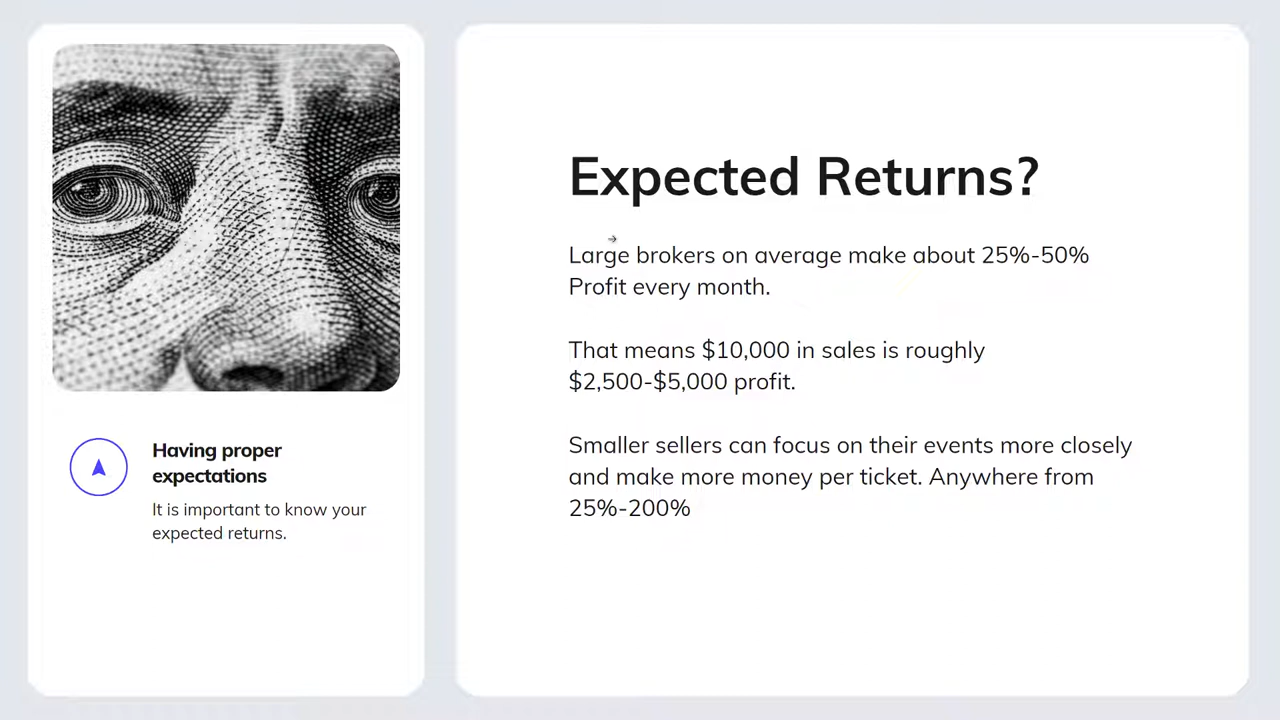 Having proper
expectations
It is important to know your
expected returns.
Expected Returns?
Large brokers on average make about 25%-50%
Profit every month.
That means $10,000 in sales is roughly
$2,500-$5,000 profit.
Smaller sellers can focus on their events more closely
and make more money per ticket. Anywhere from
25%-200%